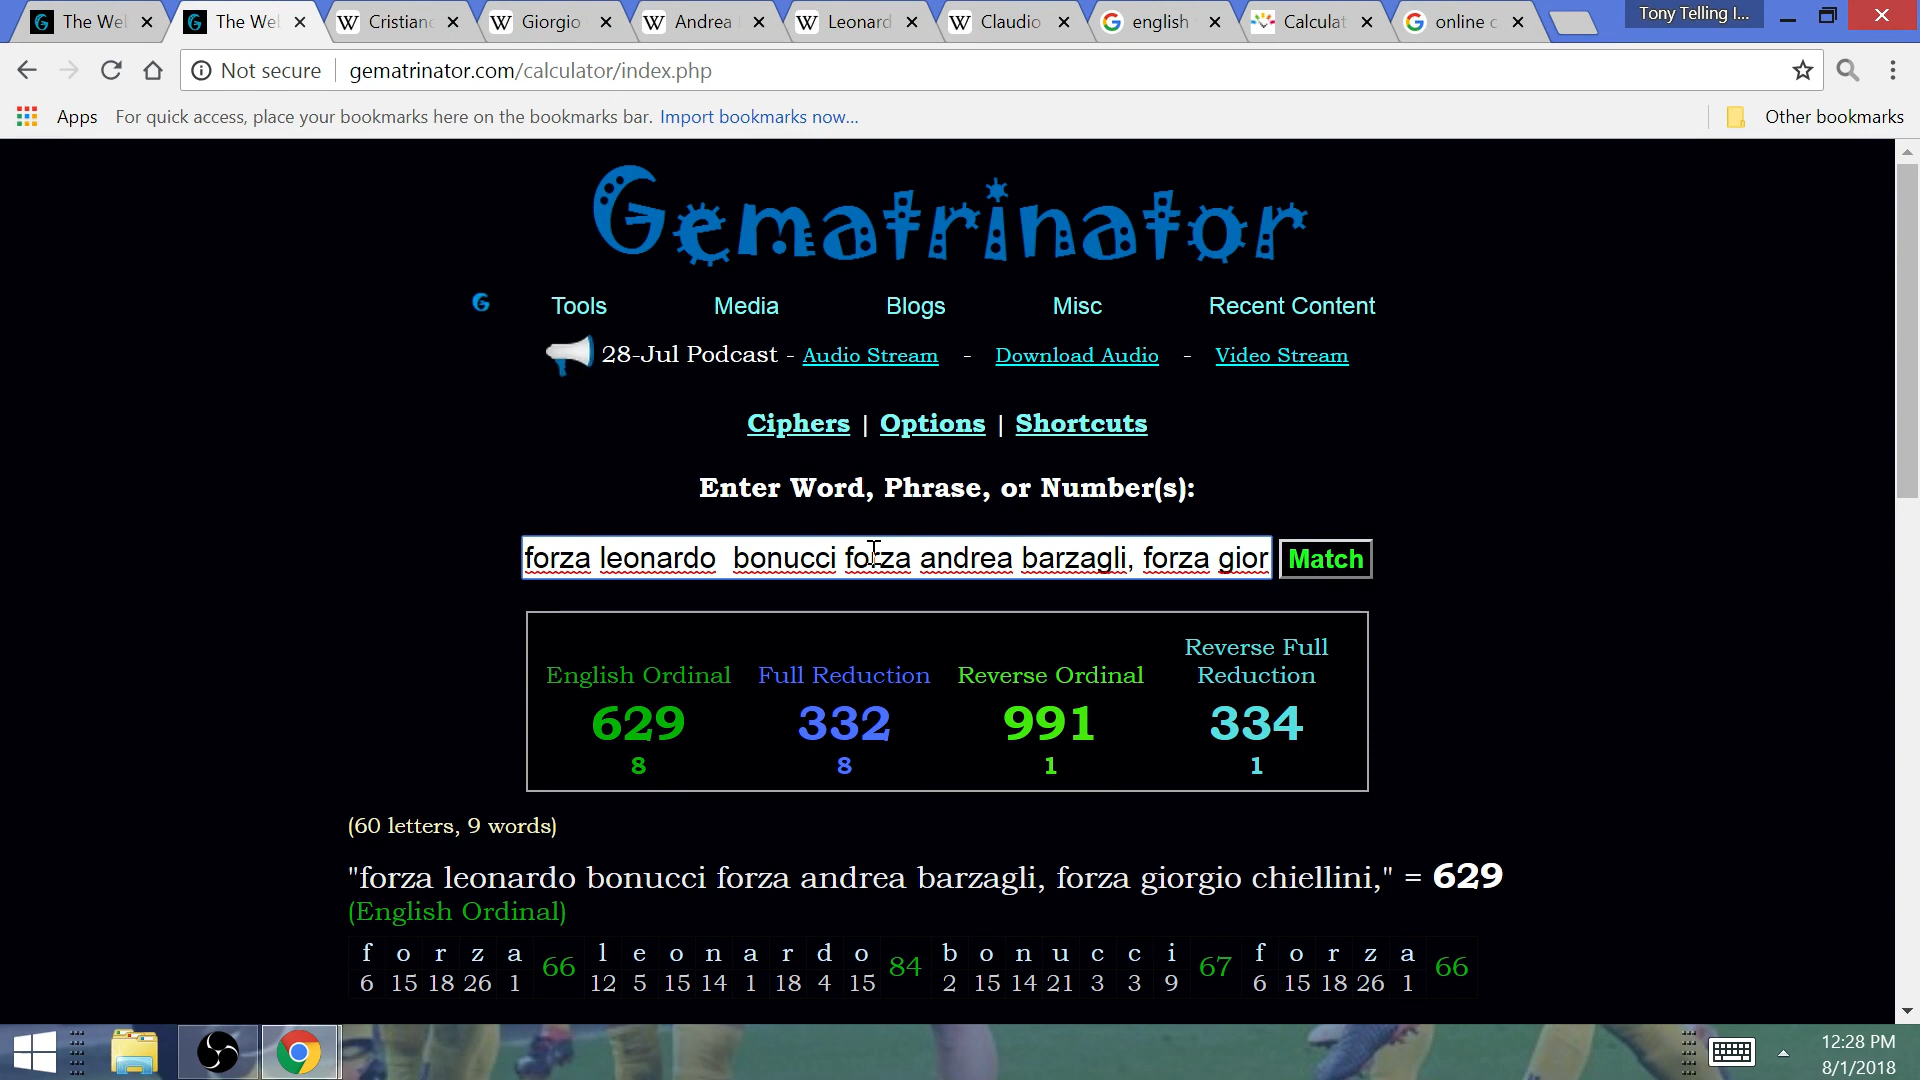 The Wel The Wel Cristian Giorgio Andrea Leonard Claudio english Calculat online c Tony Telling I...
Not secure gematrinator.com/calculator/index.php
Apps For quick access, place your bookmarks here on the bookmarks bar. Import bookmarks now... Other bookmarks
Gematrinator
G Tools Media Blogs Misc Recent Content
28-Jul Podcast - Audio Stream - Download Audio - Video Stream
Ciphers | Options | Shortcuts
Enter Word, Phrase, or Number(s):
forza leonardo  bonucci forza andrea barzagli, forza gior Match
English Ordinal Full Reduction Reverse Ordinal Reverse Full Reduction
629 332 991 334
8 8 1 1
(60 letters, 9 words)
"forza leonardo bonucci forza andrea barzagli, forza giorgio chiellini," = 629
(English Ordinal)
f o r z a 66 l e o n a r d o 84 b o n u c c i 67 f o r z a 66
6 15 18 26 1 12 5 15 14 1 18 4 15 2 15 14 21 3 3 9 6 15 18 26 1
12:28 PM
8/1/2018